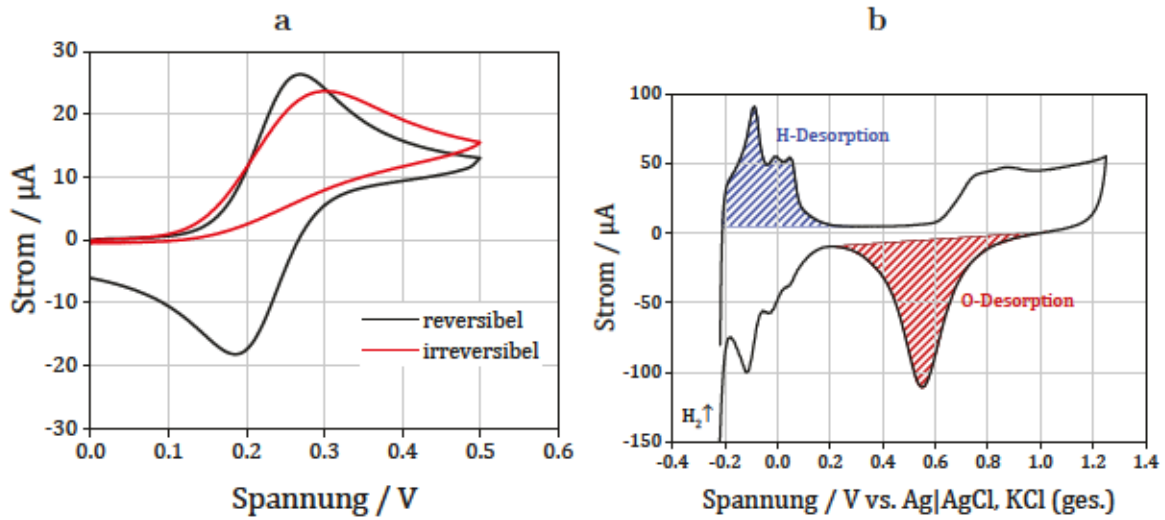 a
30
20
10
0
-10
-20
-30
0.0 0.1 0.2 0.3 0.4 0.5 0.6
Strom / µA
Spannung / V
reversibel
irreversibel
b
100
50
0
-50
-100
-150
-0.4 -0.2 0.0 0.2 0.4 0.6 0.8 1.0 1.2 1.4
Strom / µA
Spannung / V vs. Ag|AgCl, KCl (ges.)
H-Desorption
O-Desorption
H₂↑